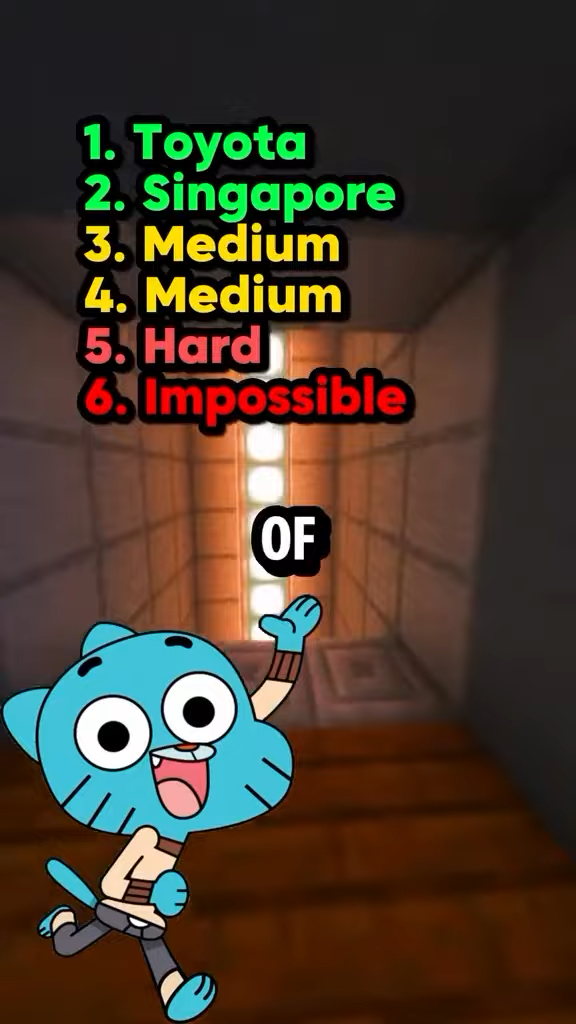 1. Toyota
2. Singapore
3. Medium
4. Medium
5. Hard
6. Impossible
OF